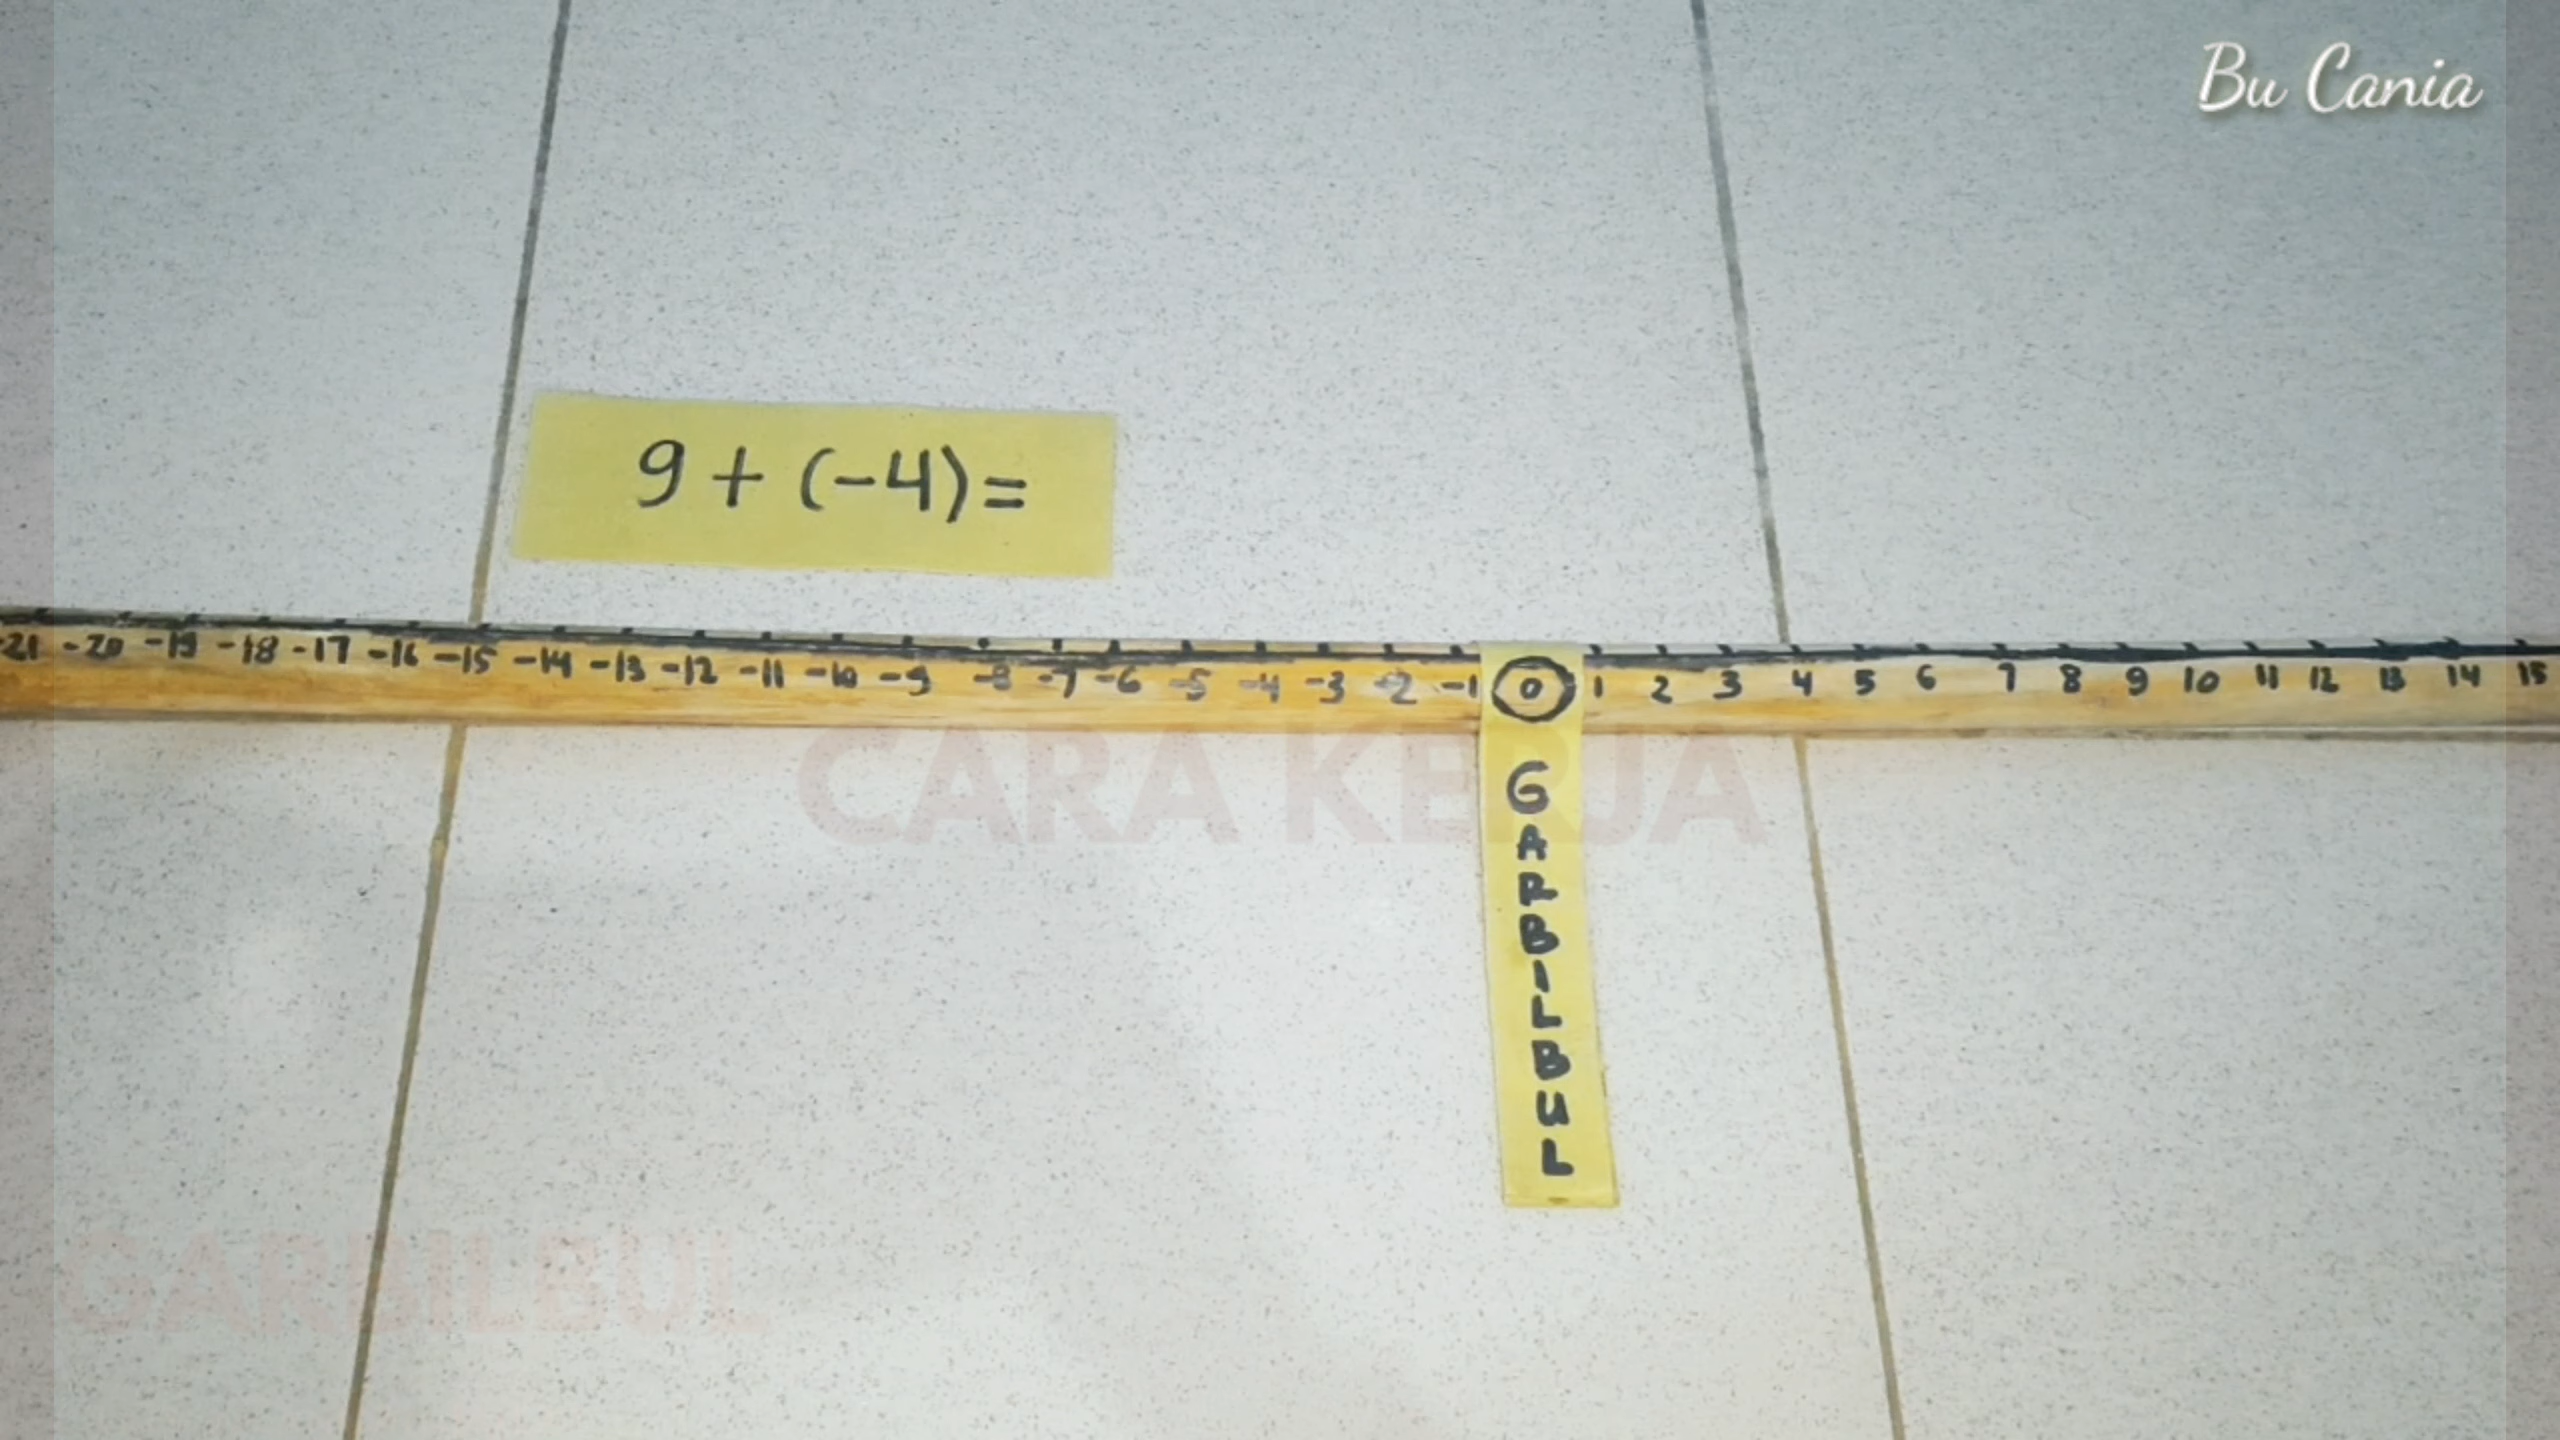 Bu Cania
9 + (-4) =
-21 -20 -19 -18 -17 -16 -15 -14 -13 -12 -11 -10 -9 -8 -7 -6 -5 -4 -3 -2 -1 0 1 2 3 4 5 6 7 8 9 10 11 12 13 14 15
CARA KERJA
GARBILBUL
GARBILBUL